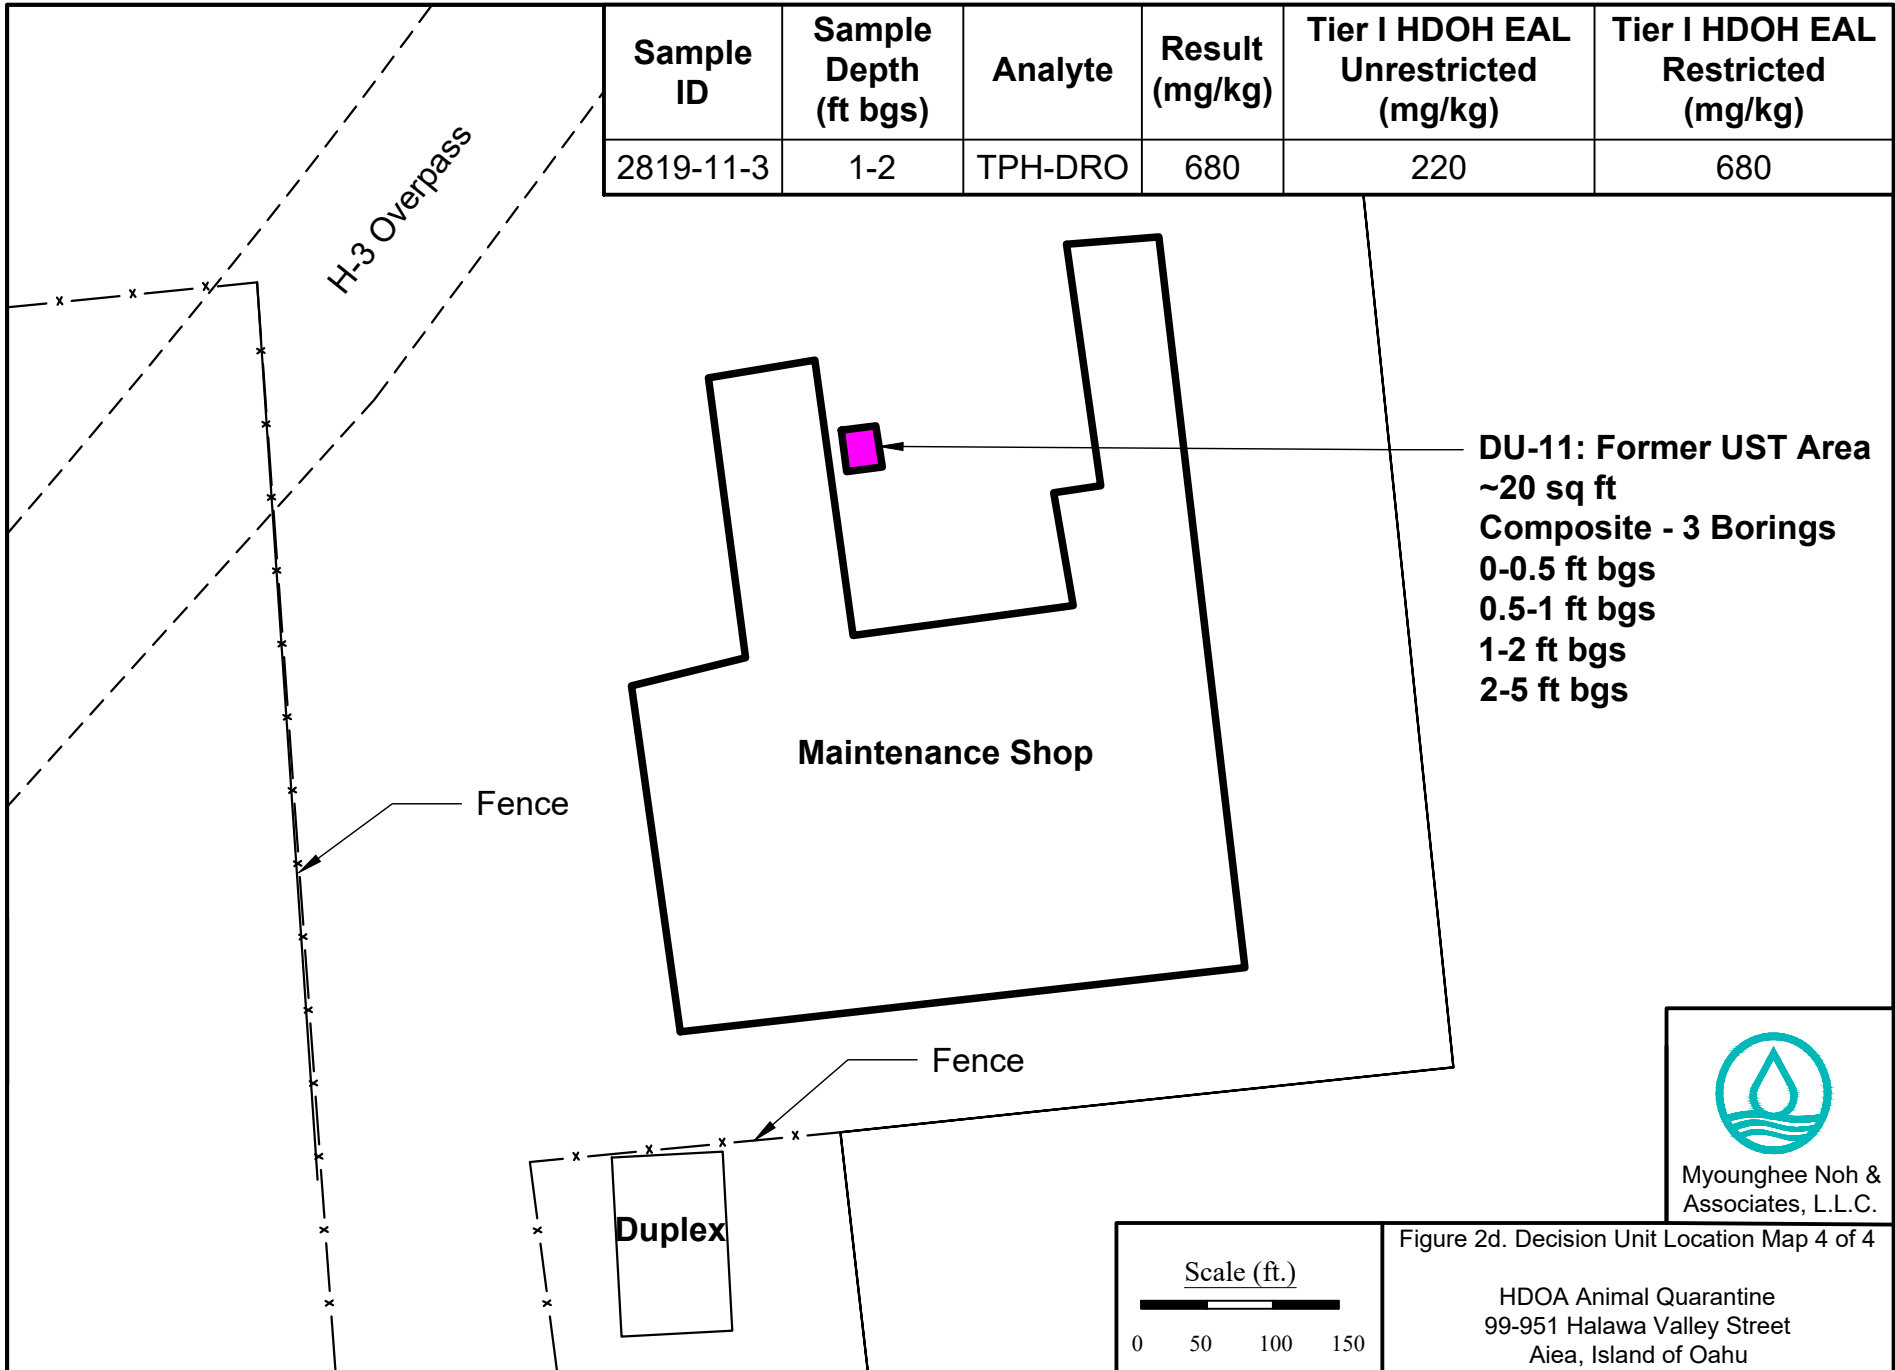 Sample ID
Sample Depth (ft bgs)
Analyte
Result (mg/kg)
Tier I HDOH EAL Unrestricted (mg/kg)
Tier I HDOH EAL Restricted (mg/kg)
2819-11-3 1-2 TPH-DRO 680 220 680
H-3 Overpass
DU-11: Former UST Area
~20 sq ft
Composite - 3 Borings
0-0.5 ft bgs
0.5-1 ft bgs
1-2 ft bgs
2-5 ft bgs
Maintenance Shop
Fence
Fence
Duplex
Myounghee Noh &
Associates, L.L.C.
Scale (ft.)
0 50 100 150
Figure 2d. Decision Unit Location Map 4 of 4
HDOA Animal Quarantine
99-951 Halawa Valley Street
Aiea, Island of Oahu